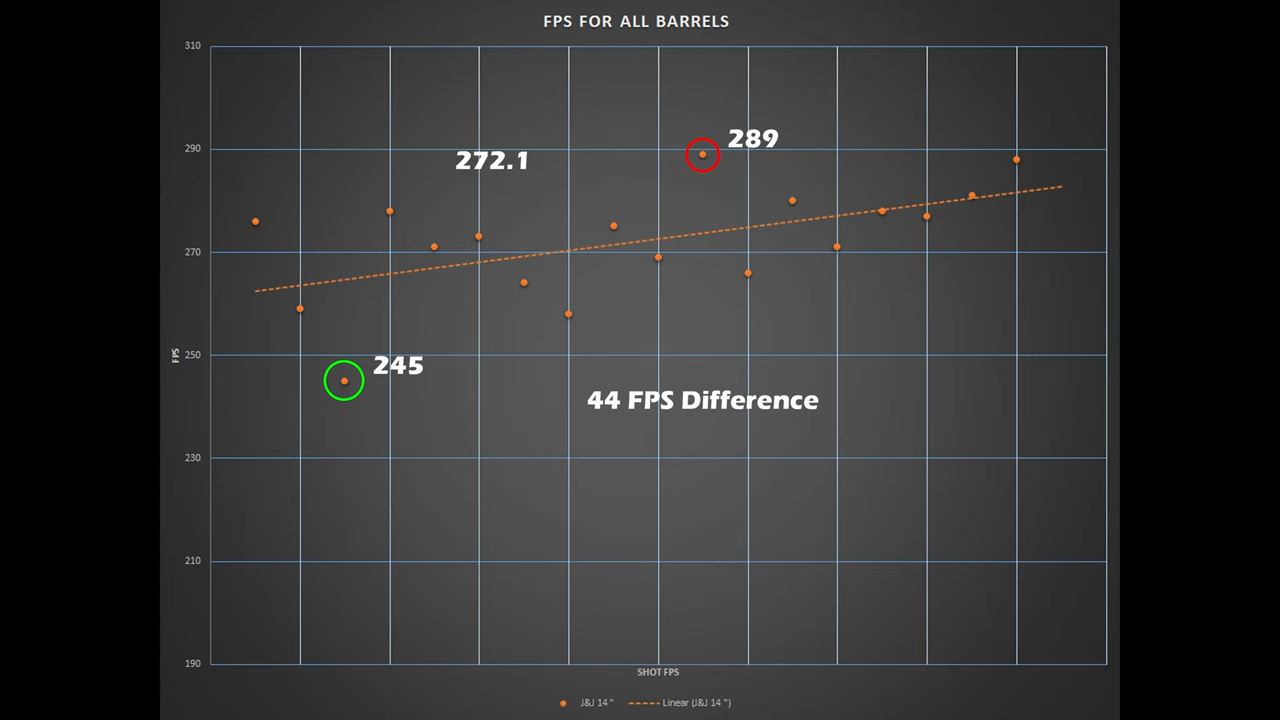 FPS FOR ALL BARRELS
310
290
270
250
230
210
190
FPS
289
272.1
245
44 FPS Difference
SHOT FPS
J&J 14"
Linear (J&J 14")